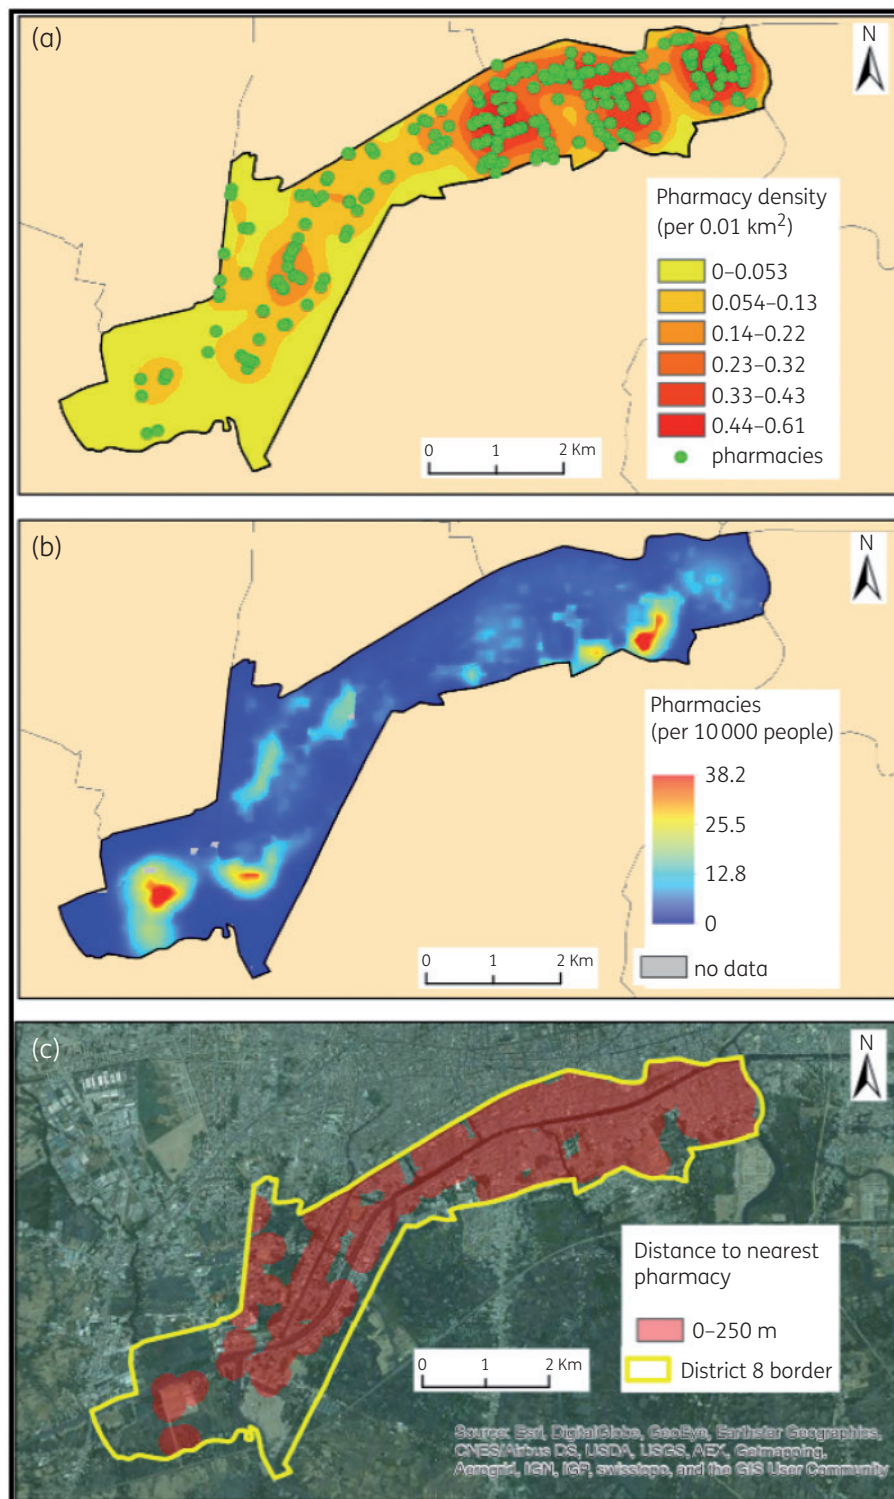 (a)
N
Pharmacy density
(per 0.01 km²)
0–0.053
0.054–0.13
0.14–0.22
0.23–0.32
0.33–0.43
0.44–0.61
pharmacies
0 1 2 Km
(b)
N
Pharmacies
(per 10 000 people)
38.2
25.5
12.8
0
no data
0 1 2 Km
(c)
N
Distance to nearest
pharmacy
0–250 m
District 8 border
0 1 2 Km
Source: Esri, DigitalGlobe, GeoEye, Earthstar Geographics,
CNES/Airbus DS, USDA, USGS, AEX, Getmapping,
Aerogrid, IGN, IGP, swisstopo, and the GIS User Community